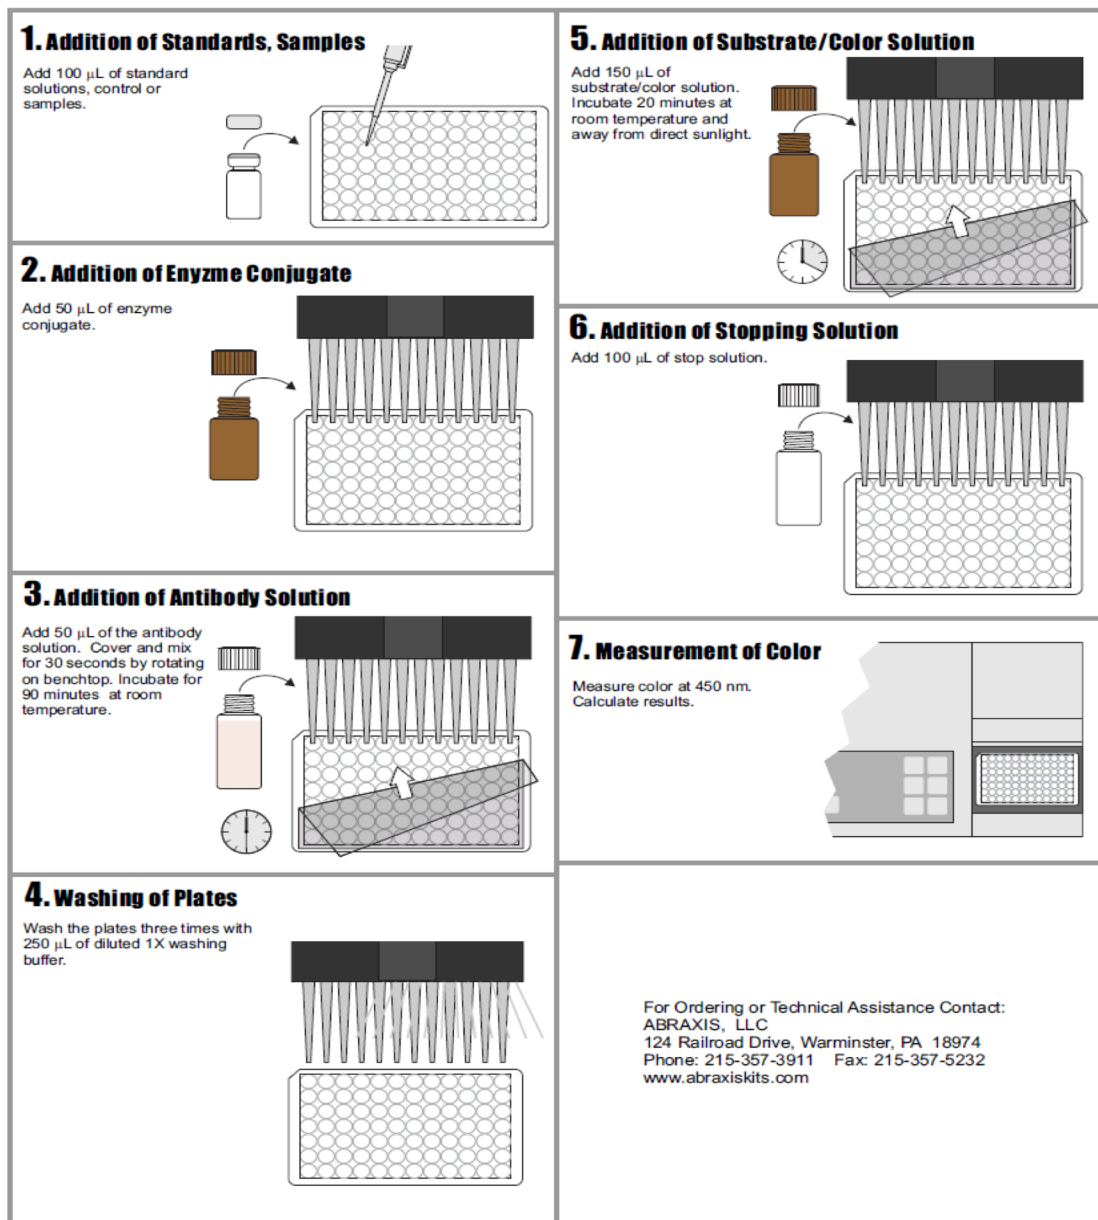 1. Addition of Standards, Samples
Add 100 µL of standard
solutions, control or
samples.
2. Addition of Enyzme Conjugate
Add 50 µL of enzyme
conjugate.
3. Addition of Antibody Solution
Add 50 µL of the antibody
solution. Cover and mix
for 30 seconds by rotating
on benchtop. Incubate for
90 minutes at room
temperature.
4. Washing of Plates
Wash the plates three times with
250 µL of diluted 1X washing
buffer.
5. Addition of Substrate/Color Solution
Add 150 µL of
substrate/color solution.
Incubate 20 minutes at
room temperature and
away from direct sunlight.
6. Addition of Stopping Solution
Add 100 µL of stop solution.
7. Measurement of Color
Measure color at 450 nm.
Calculate results.
For Ordering or Technical Assistance Contact:
ABRAXIS, LLC
124 Railroad Drive, Warminster, PA 18974
Phone: 215-357-3911 Fax: 215-357-5232
www.abraxiskits.com